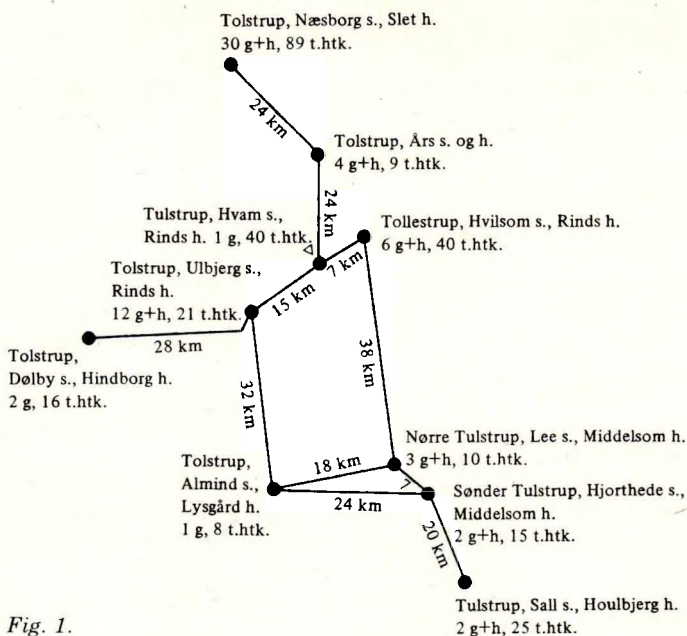 Tolstrup, Næsborg s., Slet h.
30 g+h, 89 t.htk.
24 km
Tolstrup, Års s. og h.
4 g+h, 9 t.htk.
24 km
Tulstrup, Hvam s.,
Rinds h. 1 g, 40 t.htk.
Tollestrup, Hvilsom s., Rinds h.
6 g+h, 40 t.htk.
7 km
Tolstrup, Ulbjerg s.,
Rinds h.
12 g+h, 21 t.htk.
15 km
28 km
Tolstrup,
Dølby s., Hindborg h.
2 g, 16 t.htk.
32 km
38 km
Nørre Tulstrup, Lee s., Middelsom h.
3 g+h, 10 t.htk.
18 km
Tolstrup,
Almind s.,
Lysgård h.
1 g, 8 t.htk.
7
24 km
Sønder Tulstrup, Hjorthede s.,
Middelsom h.
2 g+h, 15 t.htk.
20 km
Tulstrup, Sall s., Houlbjerg h.
2 g+h, 25 t.htk.
Fig. 1.